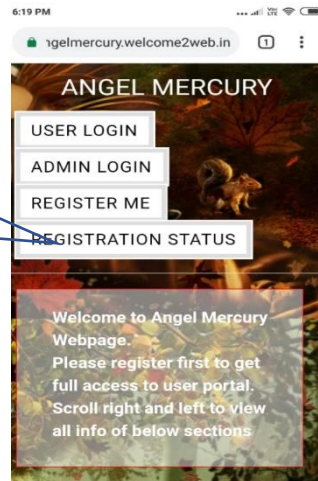 6:19 PM
ngelmercury.welcome2web.in
1
ANGEL MERCURY
USER LOGIN
ADMIN LOGIN
REGISTER ME
REGISTRATION STATUS
Welcome to Angel Mercury
Webpage.
Please register first to get
full access to user portal.
Scroll right and left to view
all info of below sections